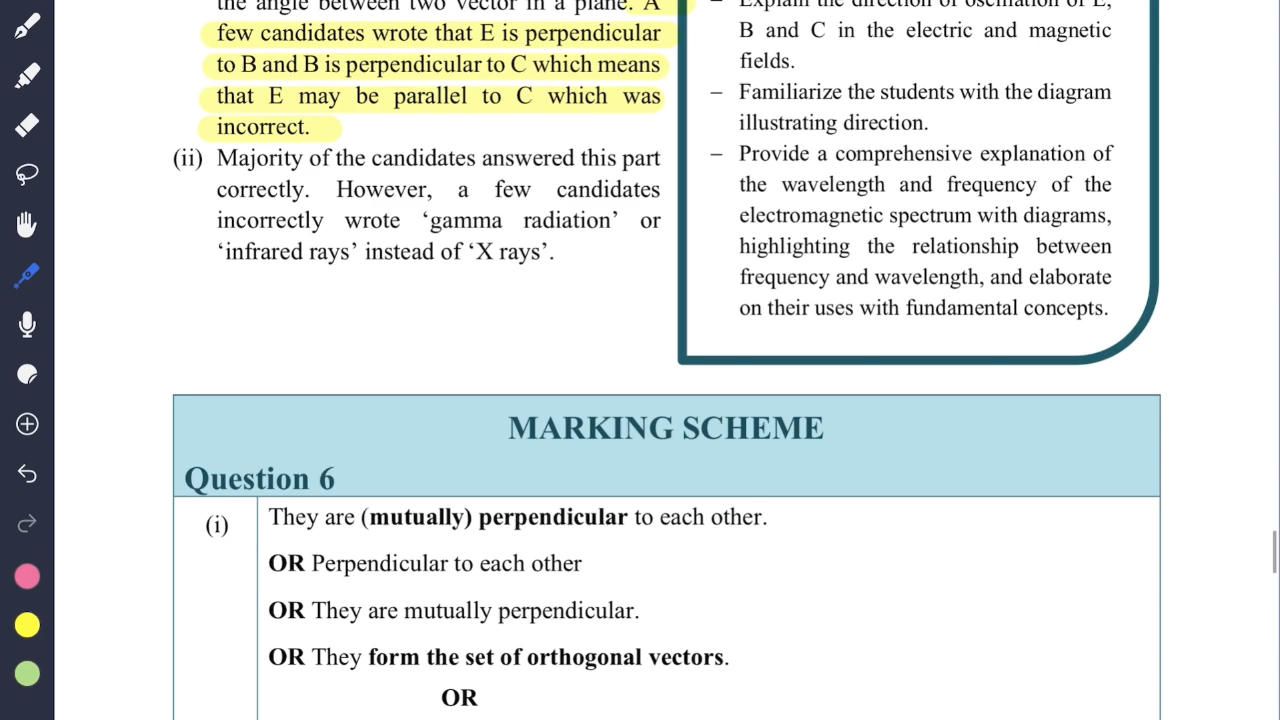 the angle between two vector in a plane. A
few candidates wrote that E is perpendicular
to B and B is perpendicular to C which means
that E may be parallel to C which was
incorrect.
(ii) Majority of the candidates answered this part
correctly. However, a few candidates
incorrectly wrote ‘gamma radiation’ or
‘infrared rays’ instead of ‘X rays’.
– Explain the direction of oscillation of E,
B and C in the electric and magnetic
fields.
– Familiarize the students with the diagram
illustrating direction.
– Provide a comprehensive explanation of
the wavelength and frequency of the
electromagnetic spectrum with diagrams,
highlighting the relationship between
frequency and wavelength, and elaborate
on their uses with fundamental concepts.
MARKING SCHEME
Question 6
(i) They are (mutually) perpendicular to each other.
OR Perpendicular to each other
OR They are mutually perpendicular.
OR They form the set of orthogonal vectors.
OR